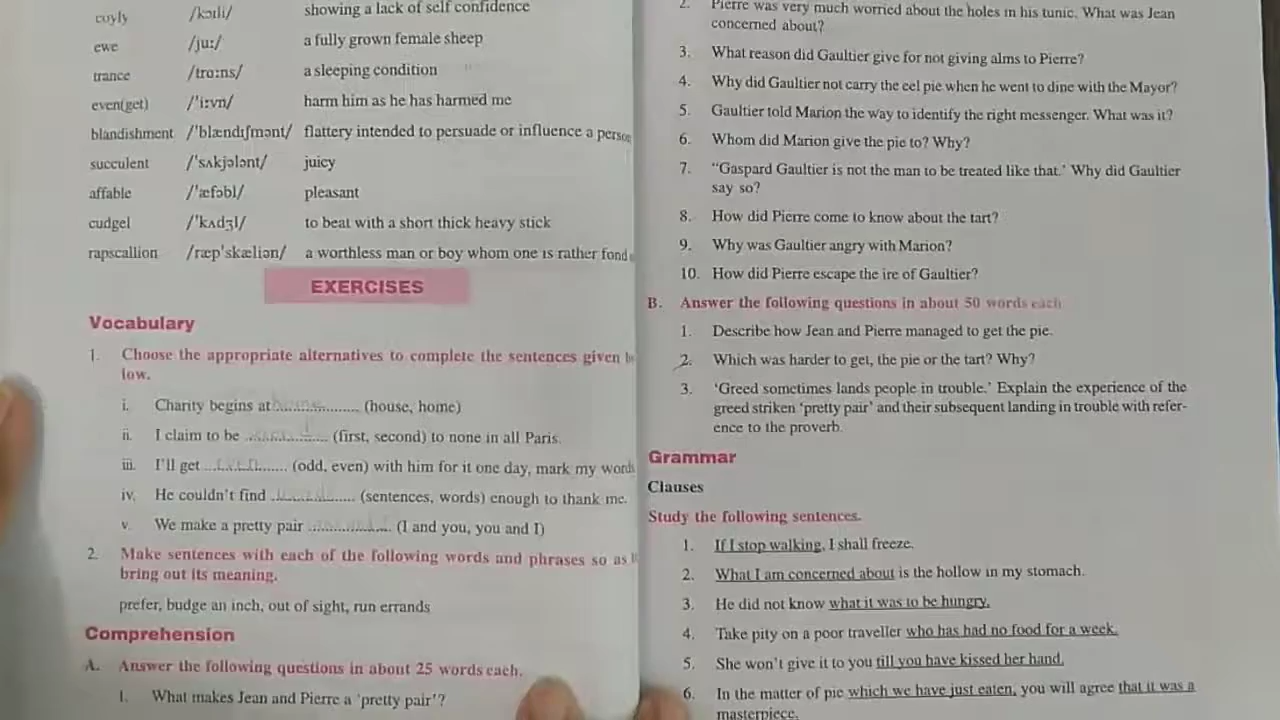 coyly /kɔɪli/ showing a lack of self confidence
ewe /juː/ a fully grown female sheep
trance /trɑːns/ a sleeping condition
even(get) /'iːvn/ harm him as he has harmed me
blandishment /'blændɪʃmənt/ flattery intended to persuade or influence a person
succulent /'sʌkjələnt/ juicy
affable /'æfəbl/ pleasant
cudgel /'kʌdʒl/ to beat with a short thick heavy stick
rapscallion /ræp'skæliən/ a worthless man or boy whom one is rather fond
EXERCISES
Vocabulary
1. Choose the appropriate alternatives to complete the sentences given be
low.
i. Charity begins at ................. (house, home)
ii. I claim to be ................. (first, second) to none in all Paris.
iii. I'll get ................. (odd, even) with him for it one day, mark my words
iv. He couldn't find ................. (sentences, words) enough to thank me.
v. We make a pretty pair ................. (I and you, you and I)
2. Make sentences with each of the following words and phrases so as
bring out its meaning.
prefer, budge an inch, out of sight, run errands
Comprehension
A. Answer the following questions in about 25 words each.
1. What makes Jean and Pierre a 'pretty pair'?
2. Pierre was very much worried about the holes in his tunic. What was Jean
concerned about?
3. What reason did Gaultier give for not giving alms to Pierre?
4. Why did Gaultier not carry the eel pie when he went to dine with the Mayor?
5. Gaultier told Marion the way to identify the right messenger. What was it?
6. Whom did Marion give the pie to? Why?
7. "Gaspard Gaultier is not the man to be treated like that.' Why did Gaultier
say so?
8. How did Pierre come to know about the tart?
9. Why was Gaultier angry with Marion?
10. How did Pierre escape the ire of Gaultier?
B. Answer the following questions in about 50 words each
1. Describe how Jean and Pierre managed to get the pie.
2. Which was harder to get, the pie or the tart? Why?
3. 'Greed sometimes lands people in trouble.' Explain the experience of the
greed striken 'pretty pair' and their subsequent landing in trouble with refer-
ence to the proverb.
Grammar
Clauses
Study the following sentences.
1. If I stop walking, I shall freeze.
2. What I am concerned about is the hollow in my stomach.
3. He did not know what it was to be hungry.
4. Take pity on a poor traveller who has had no food for a week.
5. She won't give it to you till you have kissed her hand.
6. In the matter of pie which we have just eaten, you will agree that it was a
masterpiece.